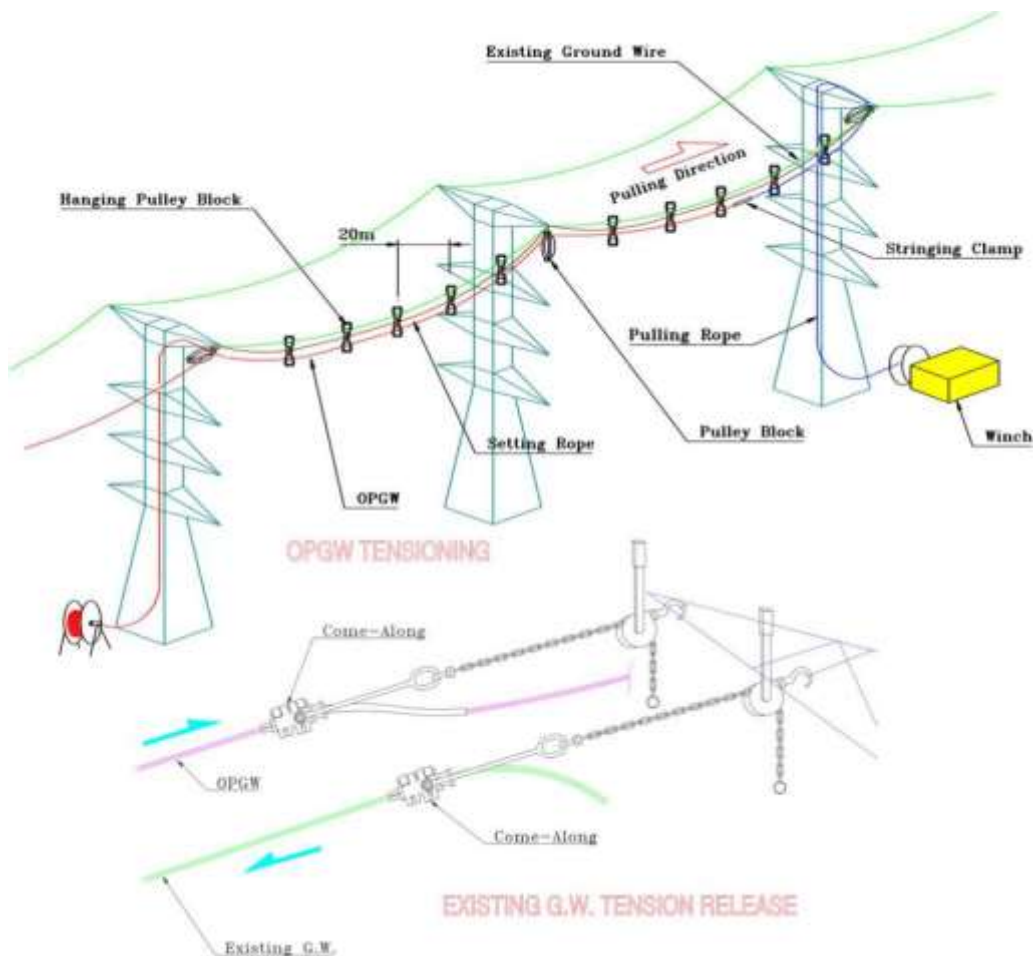 Existing Ground Wire
Pulling Direction
Hanging Pulley Block
20m
Stringing Clamp
Pulling Rope
Pulley Block
Winch
Setting Rope
OPGW
OPGW TENSIONING
Come-Along
OPGW
Come-Along
EXISTING G.W. TENSION RELEASE
Existing G.W.